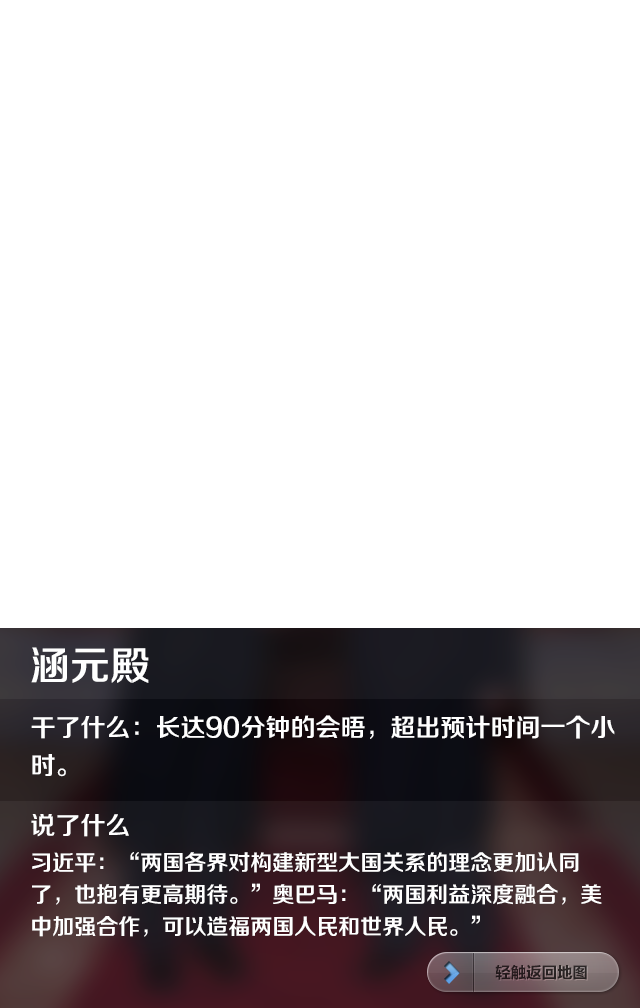 涵元殿
干了什么：长达90分钟的会晤，超出预计时间一个小
时。
说了什么
习近平：“两国各界对构建新型大国关系的理念更加认同
了，也抱有更高期待。”奥巴马：“两国利益深度融合，美
中加强合作，可以造福两国人民和世界人民。”
轻触返回地图